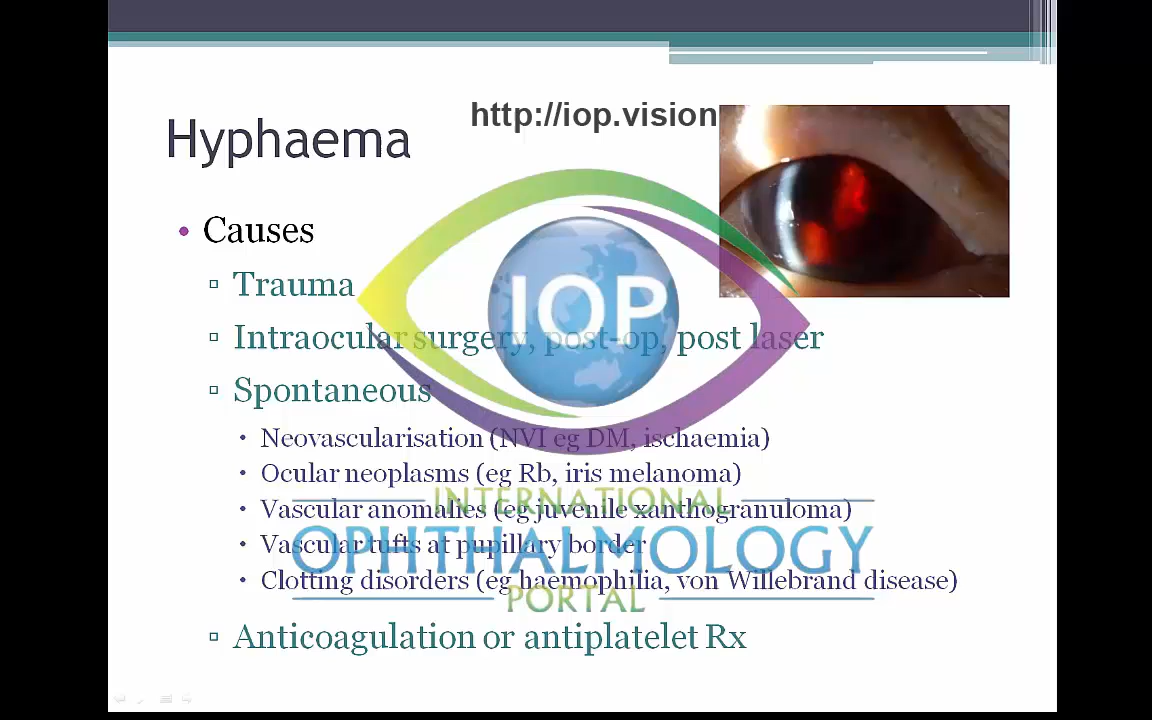 http://iop.vision
Hyphaema
• Causes
▫ Trauma
IOP
▫ Intraocular surgery, post-op, post laser
▫ Spontaneous
• Neovascularisation (NVI eg DM, ischaemia)
• Ocular neoplasms (eg Rb, iris melanoma)
INTERNATIONAL
• Vascular anomalies (eg juvenile xanthogranuloma)
OPHTHALMOLOGY
• Vascular tufts at pupillary border
• Clotting disorders (eg haemophilia, von Willebrand disease)
PORTAL
▫ Anticoagulation or antiplatelet Rx